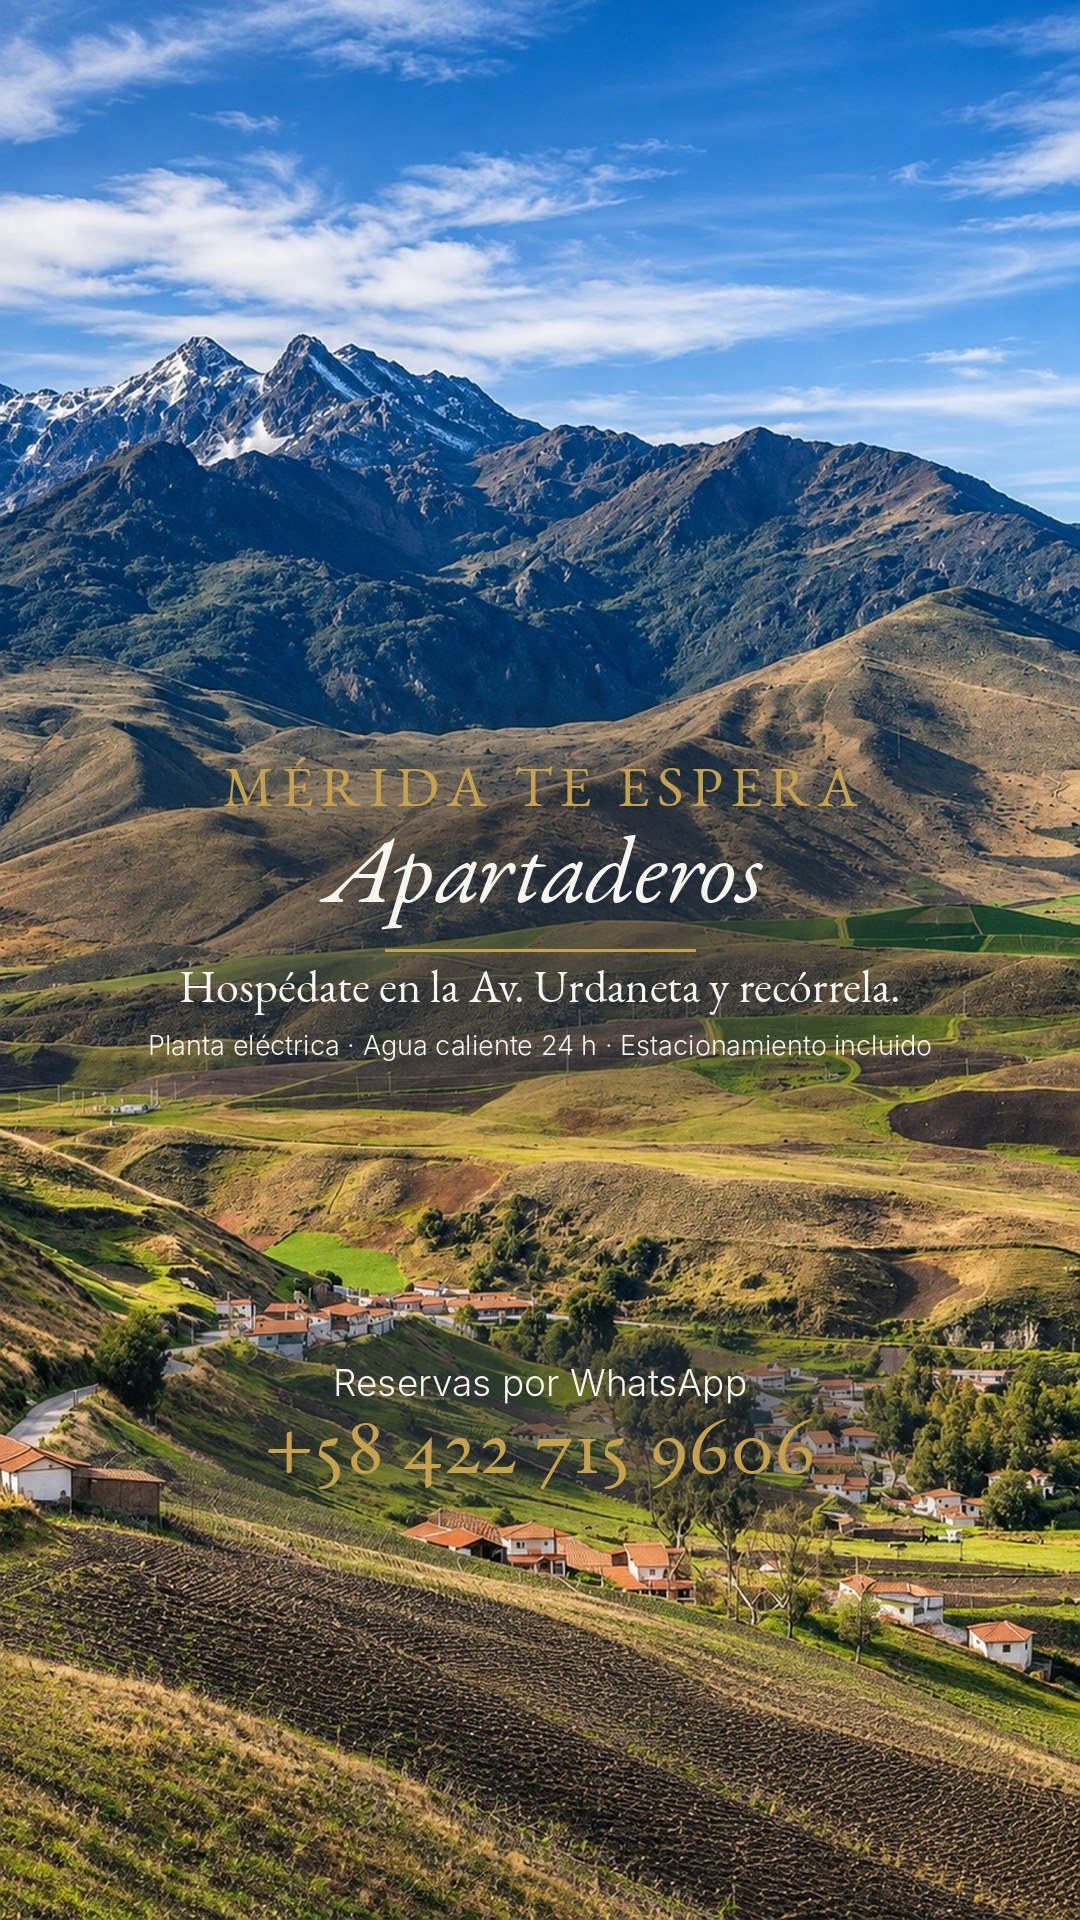 MÉRIDA TE ESPERA
Apartaderos
Hospédate en la Av. Urdaneta y recórrela.
Planta eléctrica · Agua caliente 24 h · Estacionamiento incluido
Reservas por WhatsApp
+58 422 715 9606